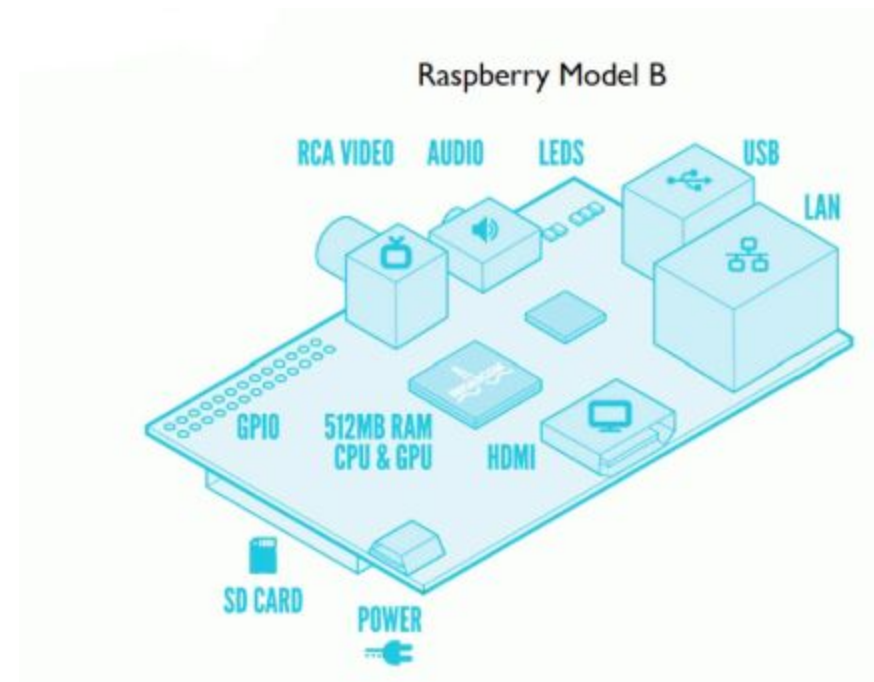 Raspberry Model B
RCA VIDEO AUDIO LEDS USB
LAN
GPIO
512MB RAM
CPU & GPU
HDMI
SD CARD
POWER